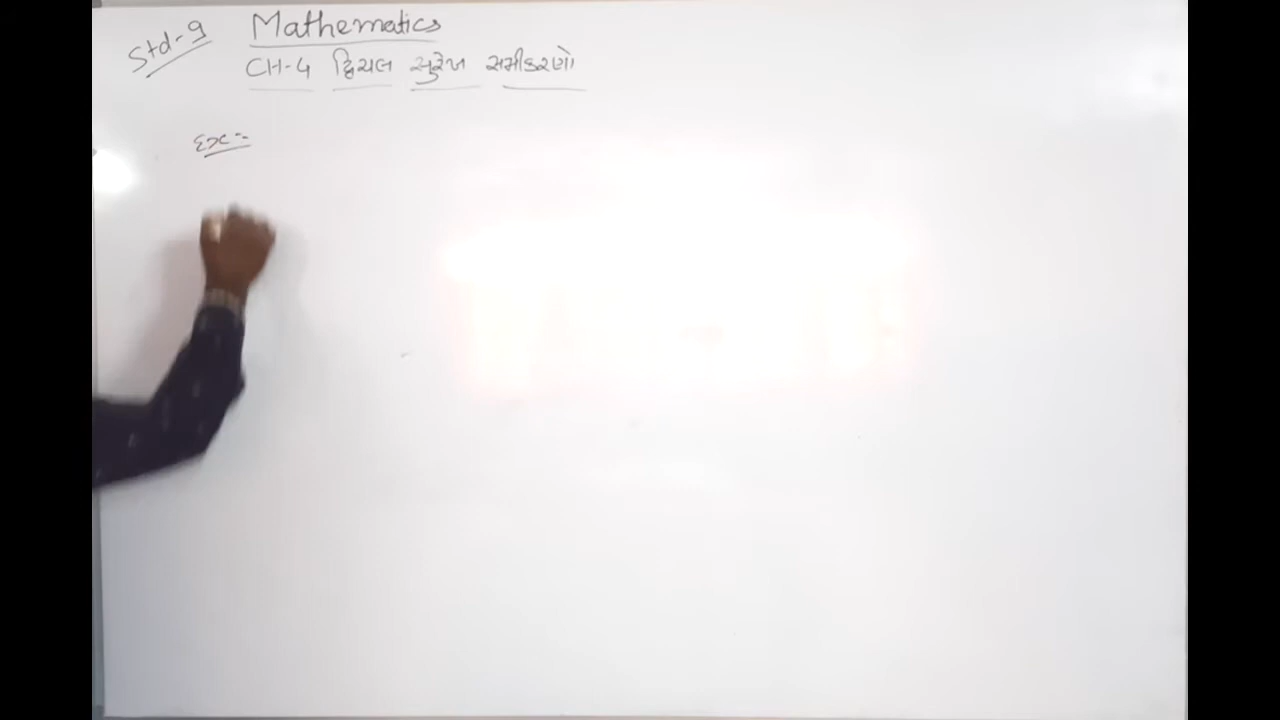 Std-9 Mathematics
CH-4 દ્વિચલ સુરેખ સમીકરણો
Ex=